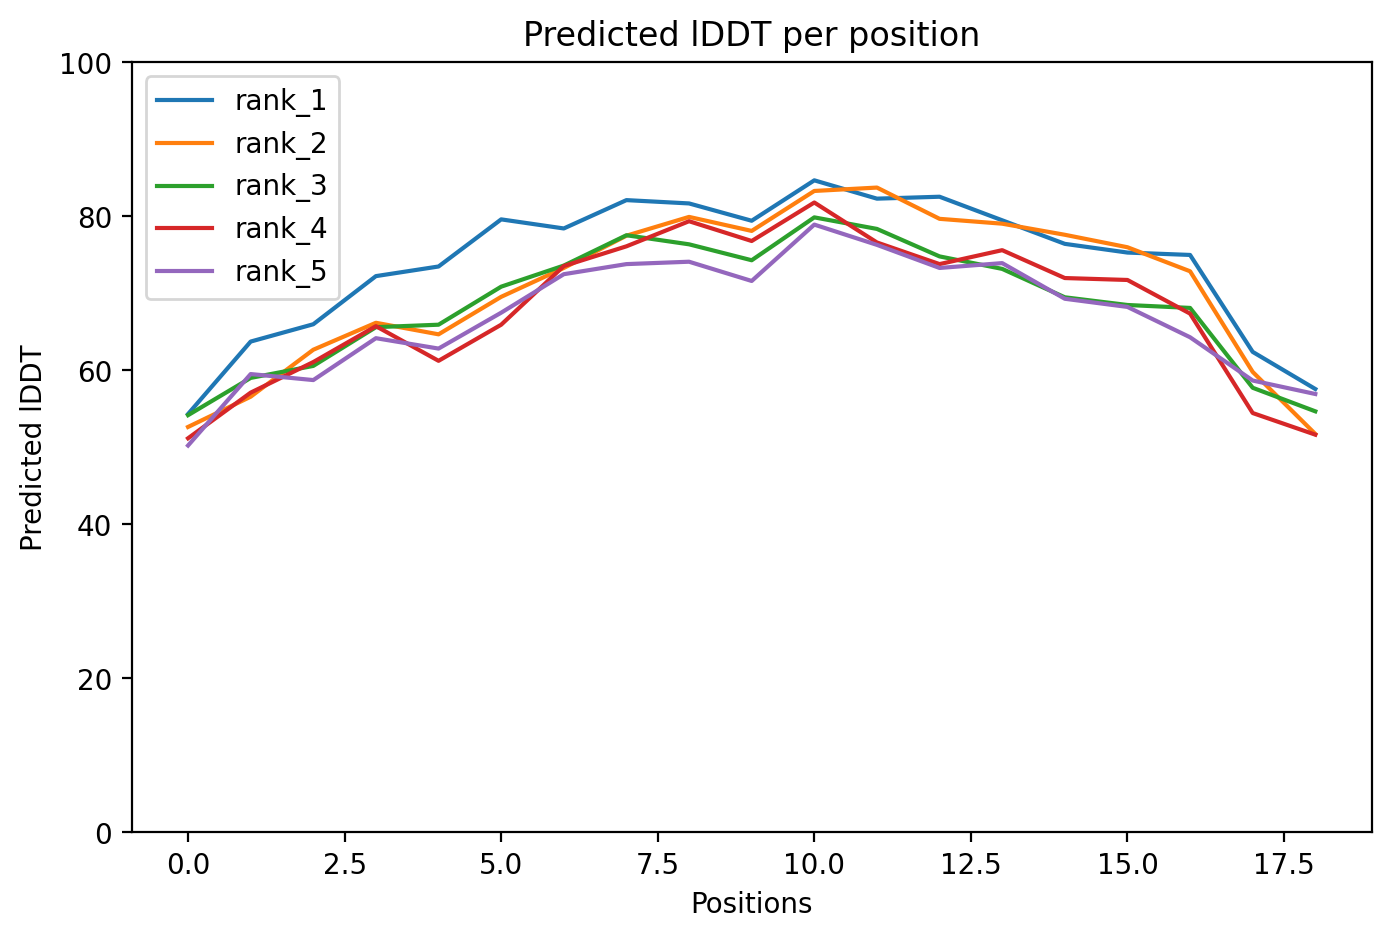 Predicted lDDT per position
100
80
60
40
20
0
Predicted lDDT
rank_1
rank_2
rank_3
rank_4
rank_5
0.0 2.5 5.0 7.5 10.0 12.5 15.0 17.5
Positions